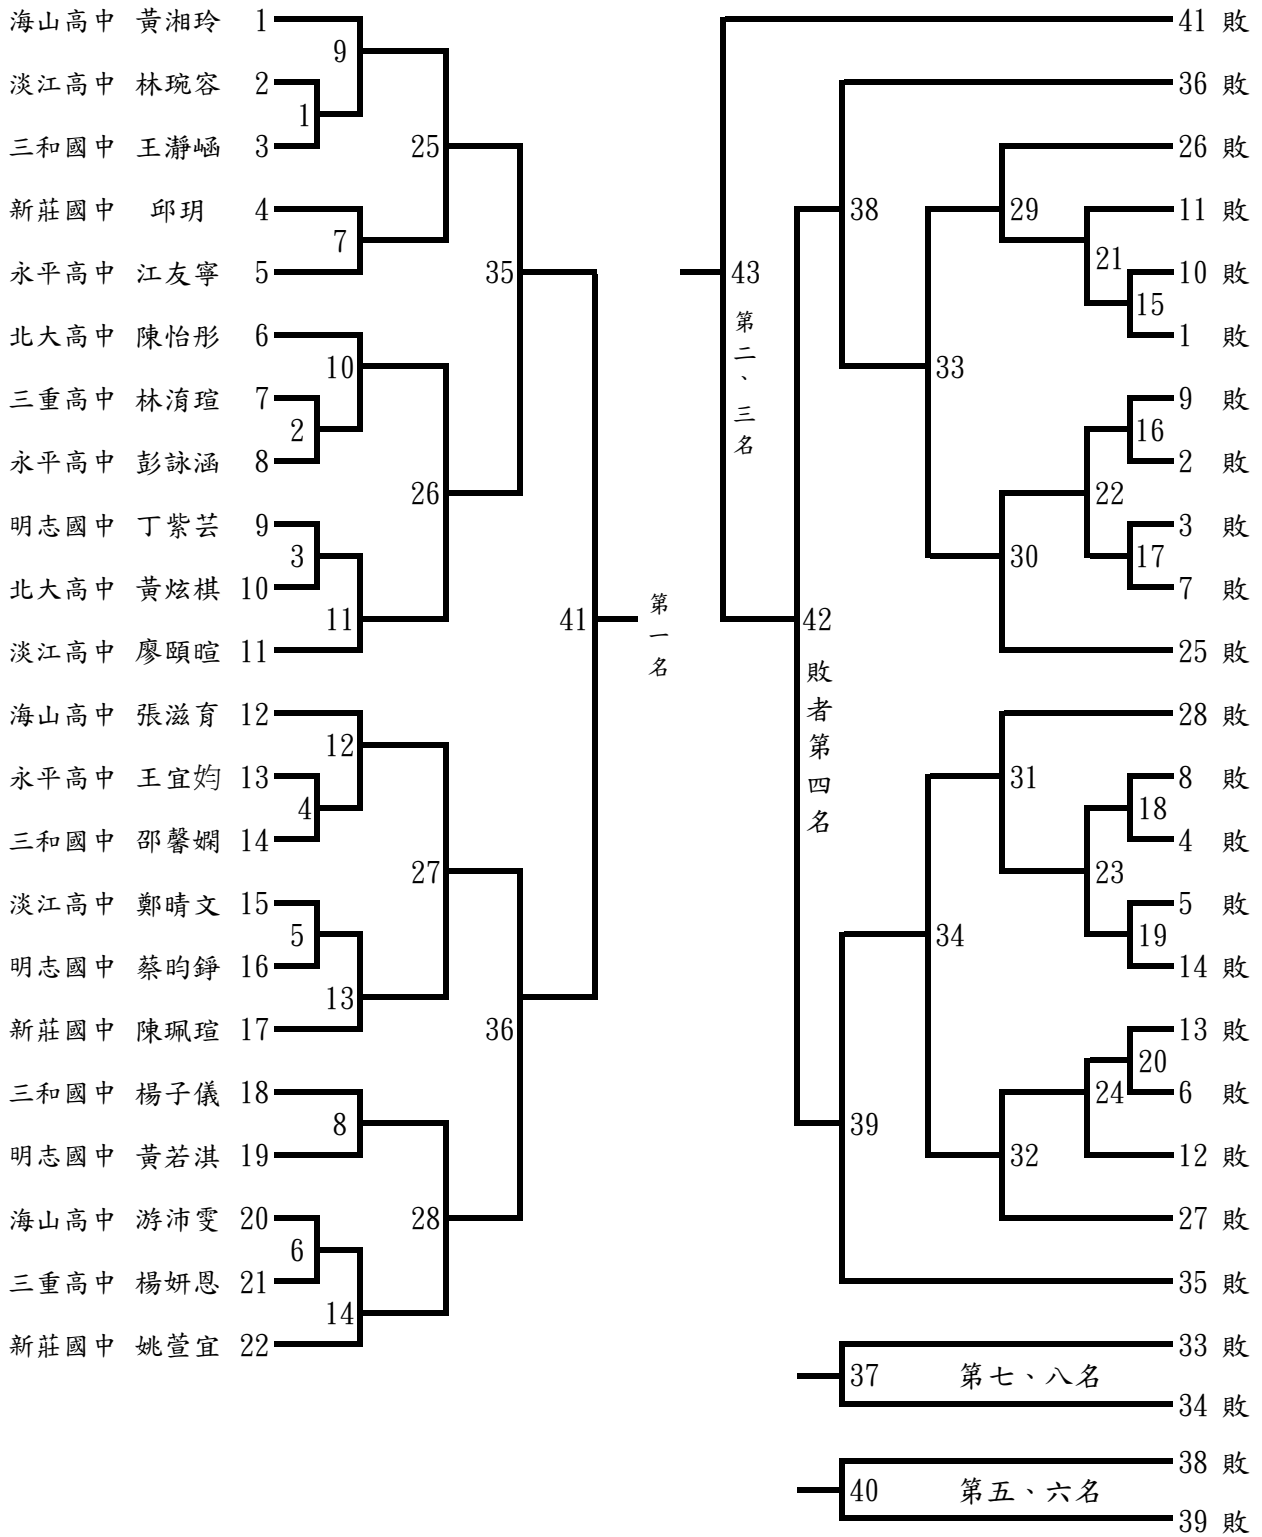 海山高中 黃湘玲 1
淡江高中 林琬容 2
三和國中 王瀞崡 3
新莊國中 邱玥 4
永平高中 江友寧 5
北大高中 陳怡彤 6
三重高中 林淯瑄 7
永平高中 彭詠涵 8
明志國中 丁紫芸 9
北大高中 黃炫棋 10
淡江高中 廖頤暄 11
海山高中 張滋育 12
永平高中 王宜妁 13
三和國中 邵馨嫻 14
淡江高中 鄭晴文 15
明志國中 蔡昀錚 16
新莊國中 陳珮瑄 17
三和國中 楊子儀 18
明志國中 黃若淇 19
海山高中 游沛雯 20
三重高中 楊妍恩 21
新莊國中 姚萱宜 22
9
1
7
10
2
3
11
12
4
5
13
8
6
14
25
26
27
28
35
36
41
第一名
43
第二、三名
42
敗者第四名
38
39
33
34
29
30
31
32
21
22
23
24
15
16
17
18
19
20
41 敗
36 敗
26 敗
11 敗
10 敗
1 敗
9 敗
2 敗
3 敗
7 敗
25 敗
28 敗
8 敗
4 敗
5 敗
14 敗
13 敗
6 敗
12 敗
27 敗
35 敗
33 敗
37 第七、八名
34 敗
38 敗
40 第五、六名
39 敗